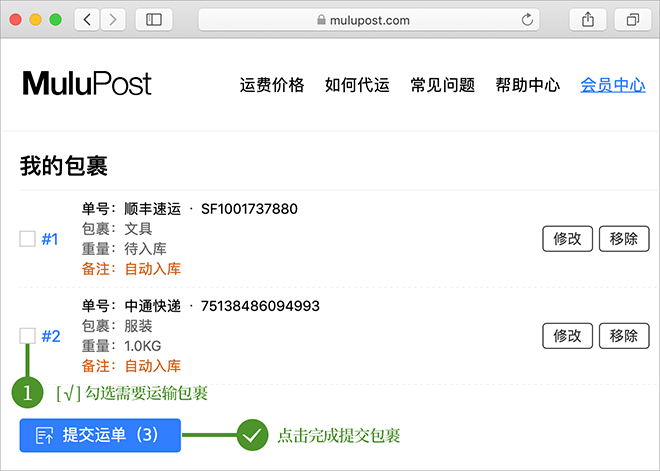 mulupost.com
MuluPost
运费价格 如何代运 常见问题 帮助中心 会员中心
我的包裹
#1
单号：顺丰速运 · SF1001737880
包裹：文具
重量：待入库
备注：自动入库
修改 移除
#2
单号：中通快递 · 75138486094993
包裹：服装
重量：1.0KG
备注：自动入库
修改 移除
1 [√] 勾选需要运输包裹
提交运单（3） 点击完成提交包裹